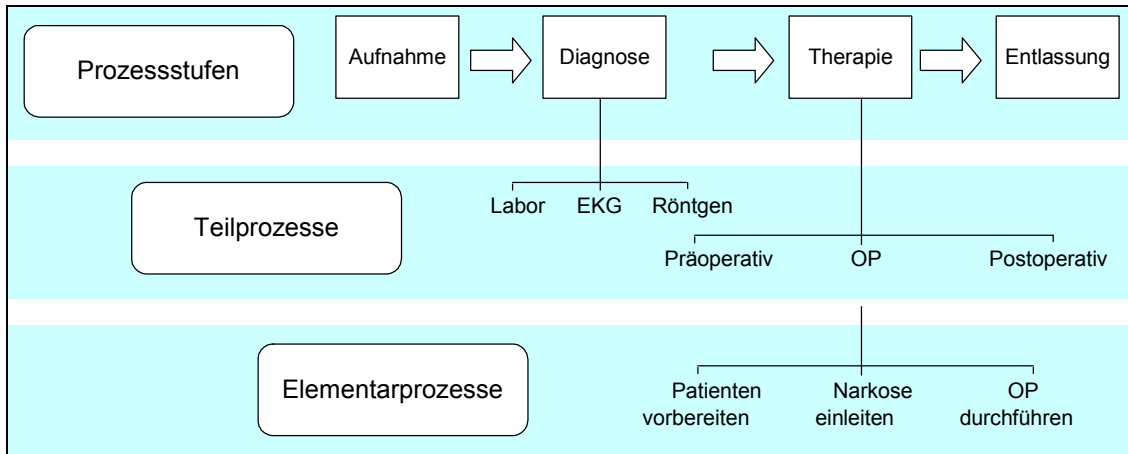 Prozessstufen
Aufnahme
Diagnose
Therapie
Entlassung
Teilprozesse
Labor
EKG
Röntgen
Präoperativ
OP
Postoperativ
Elementarprozesse
Patienten
vorbereiten
Narkose
einleiten
OP
durchführen